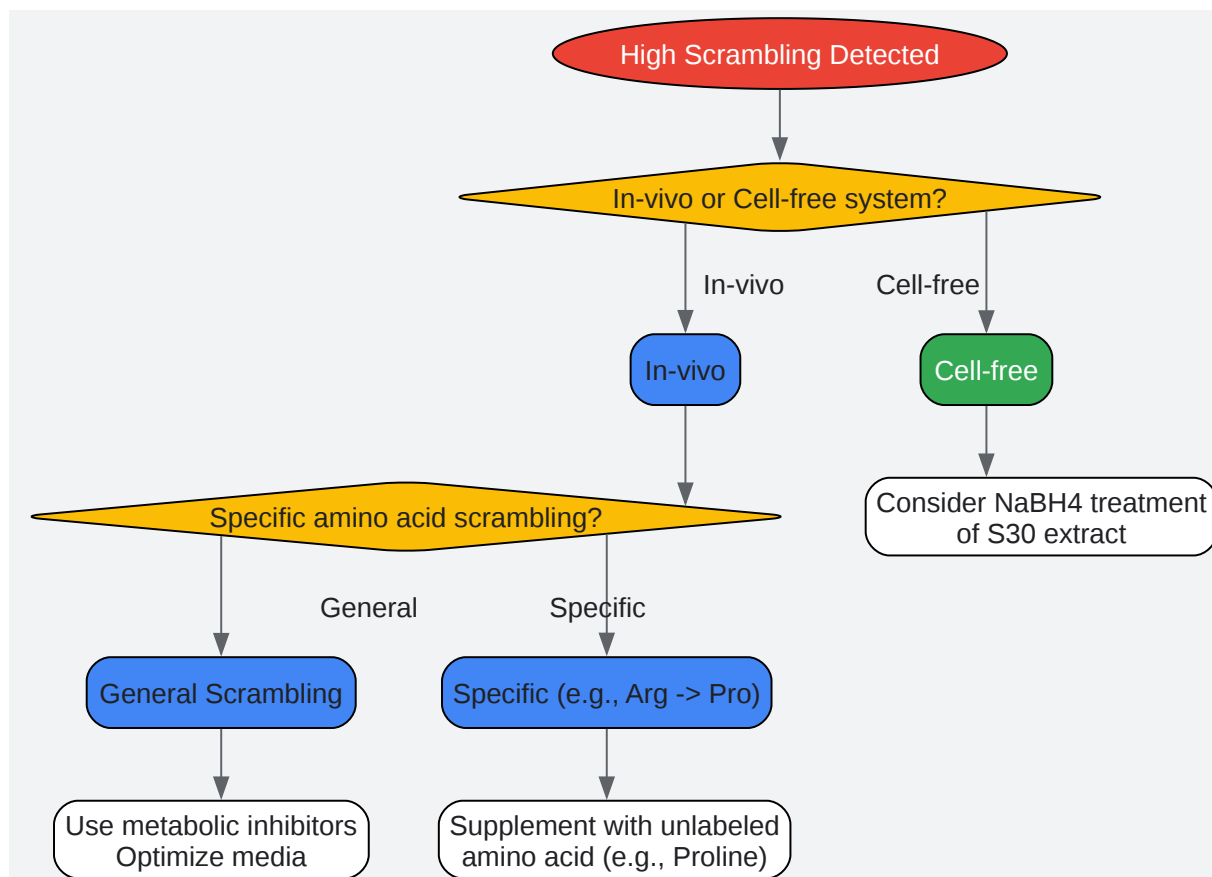 High Scrambling Detected
In-vivo or Cell-free system?
In-vivo
Cell-free
In-vivo
Cell-free
Consider NaBH4 treatment
of S30 extract
Specific amino acid scrambling?
General
Specific
General Scrambling
Specific (e.g., Arg -> Pro)
Use metabolic inhibitors
Optimize media
Supplement with unlabeled
amino acid (e.g., Proline)